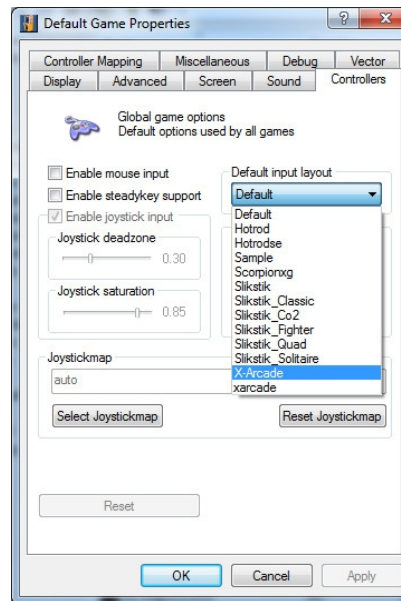 Default Game Properties
Controller Mapping Miscellaneous Debug Vector
Display Advanced Screen Sound Controllers
Global game options
Default options used by all games
Enable mouse input
Enable steadykey support
Enable joystick input
Joystick deadzone
0.30
Joystick saturation
0.85
Default input layout
Default
Default
Hotrod
Hotrodse
Sample
Scorpionxg
Slikstik
Slikstik_Classic
Slikstik_Co2
Slikstik_Fighter
Slikstik_Quad
Slikstik_Solitaire
X-Arcade
xarcade
Joystickmap
auto
Select Joystickmap Reset Joystickmap
Reset
OK Cancel Apply